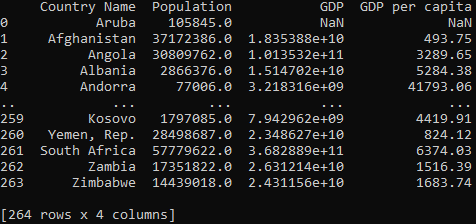 Country Name Population GDP GDP per capita
0 Aruba 105845.0 NaN NaN
1 Afghanistan 37172386.0 1.835388e+10 493.75
2 Angola 30809762.0 1.013532e+11 3289.65
3 Albania 2866376.0 1.514702e+10 5284.38
4 Andorra 77006.0 3.218316e+09 41793.06
.. ... ... ... ...
259 Kosovo 1797085.0 7.942962e+09 4419.91
260 Yemen, Rep. 28498687.0 2.348627e+10 824.12
261 South Africa 57779622.0 3.682889e+11 6374.03
262 Zambia 17351822.0 2.631214e+10 1516.39
263 Zimbabwe 14439018.0 2.431156e+10 1683.74
[264 rows x 4 columns]